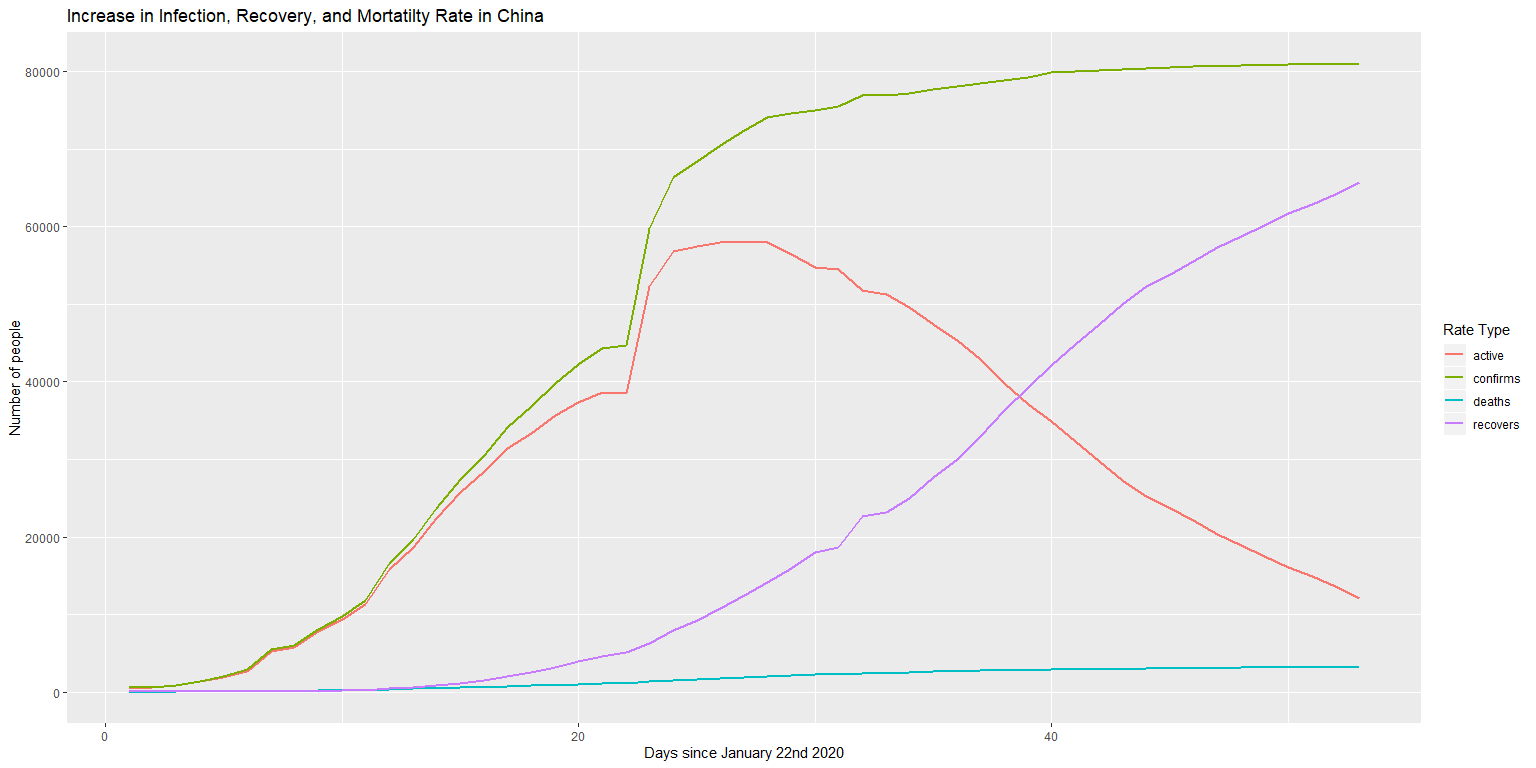 Increase in Infection, Recovery, and Mortatilty Rate in China
80000
60000
40000
20000
0
Number of people
0
20
40
Days since January 22nd 2020
Rate Type
active
confirms
deaths
recovers